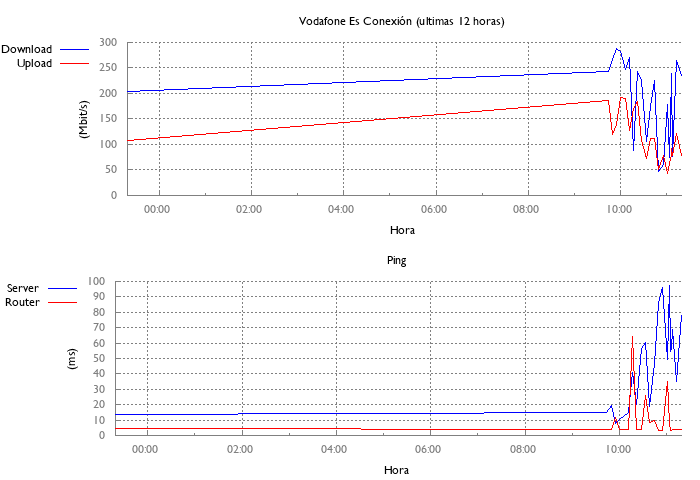 Vodafone Es Conexión (ultimas 12 horas)
Download
Upload
300
250
200
150
100
50
0
(Mbit/s)
00:00 02:00 04:00 06:00 08:00 10:00
Hora
Ping
Server
Router
100
90
80
70
60
50
40
30
20
10
0
(ms)
00:00 02:00 04:00 06:00 08:00 10:00
Hora